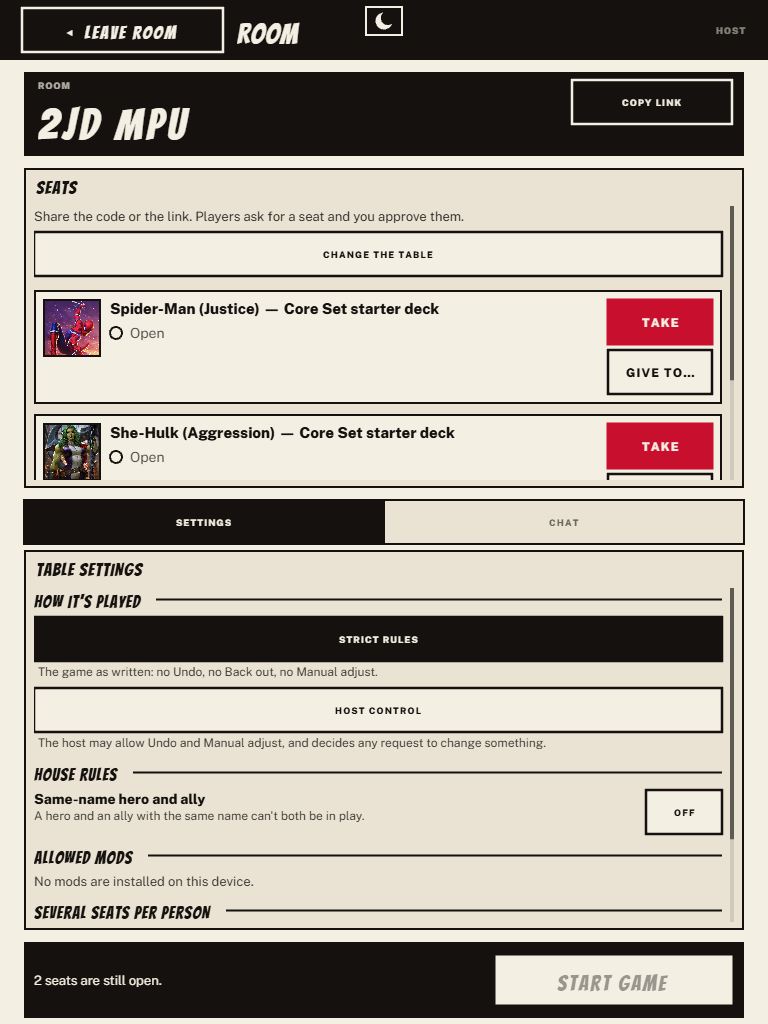 ◂ LEAVE ROOM
ROOM
HOST
ROOM
2JD MPU
COPY LINK
SEATS
Share the code or the link. Players ask for a seat and you approve them.
CHANGE THE TABLE
Spider-Man (Justice) — Core Set starter deck
Open
TAKE
GIVE TO…
She-Hulk (Aggression) — Core Set starter deck
Open
TAKE
SETTINGS
CHAT
TABLE SETTINGS
HOW IT'S PLAYED
STRICT RULES
The game as written: no Undo, no Back out, no Manual adjust.
HOST CONTROL
The host may allow Undo and Manual adjust, and decides any request to change something.
HOUSE RULES
Same-name hero and ally
A hero and an ally with the same name can't both be in play.
OFF
ALLOWED MODS
No mods are installed on this device.
SEVERAL SEATS PER PERSON
2 seats are still open.
START GAME